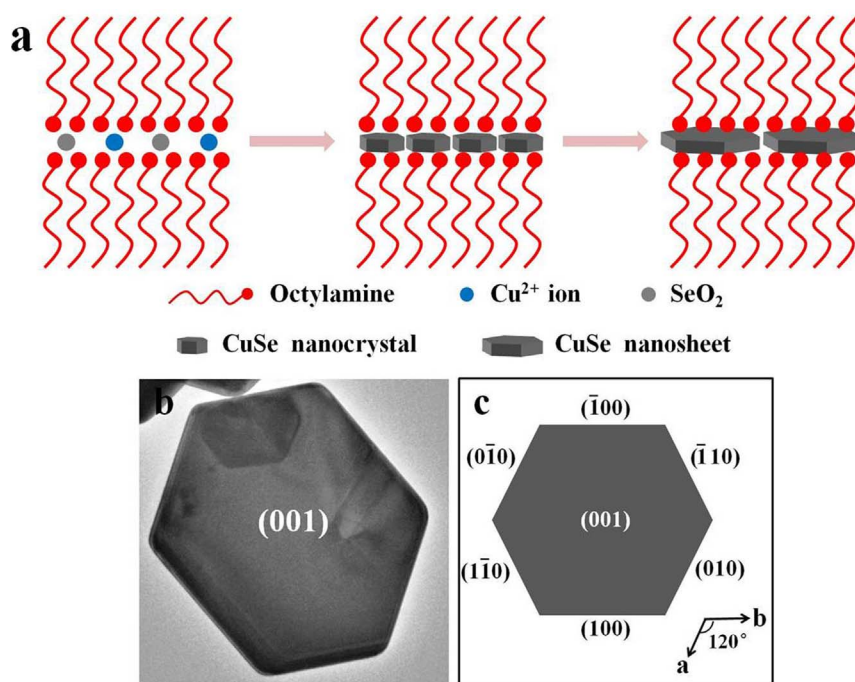 a
Octylamine Cu²⁺ ion SeO₂
CuSe nanocrystal CuSe nanosheet
b
(001)
c
(1̅00)
(01̅0) (1̅10)
(001)
(11̅0) (010)
(100)
b
120°
a